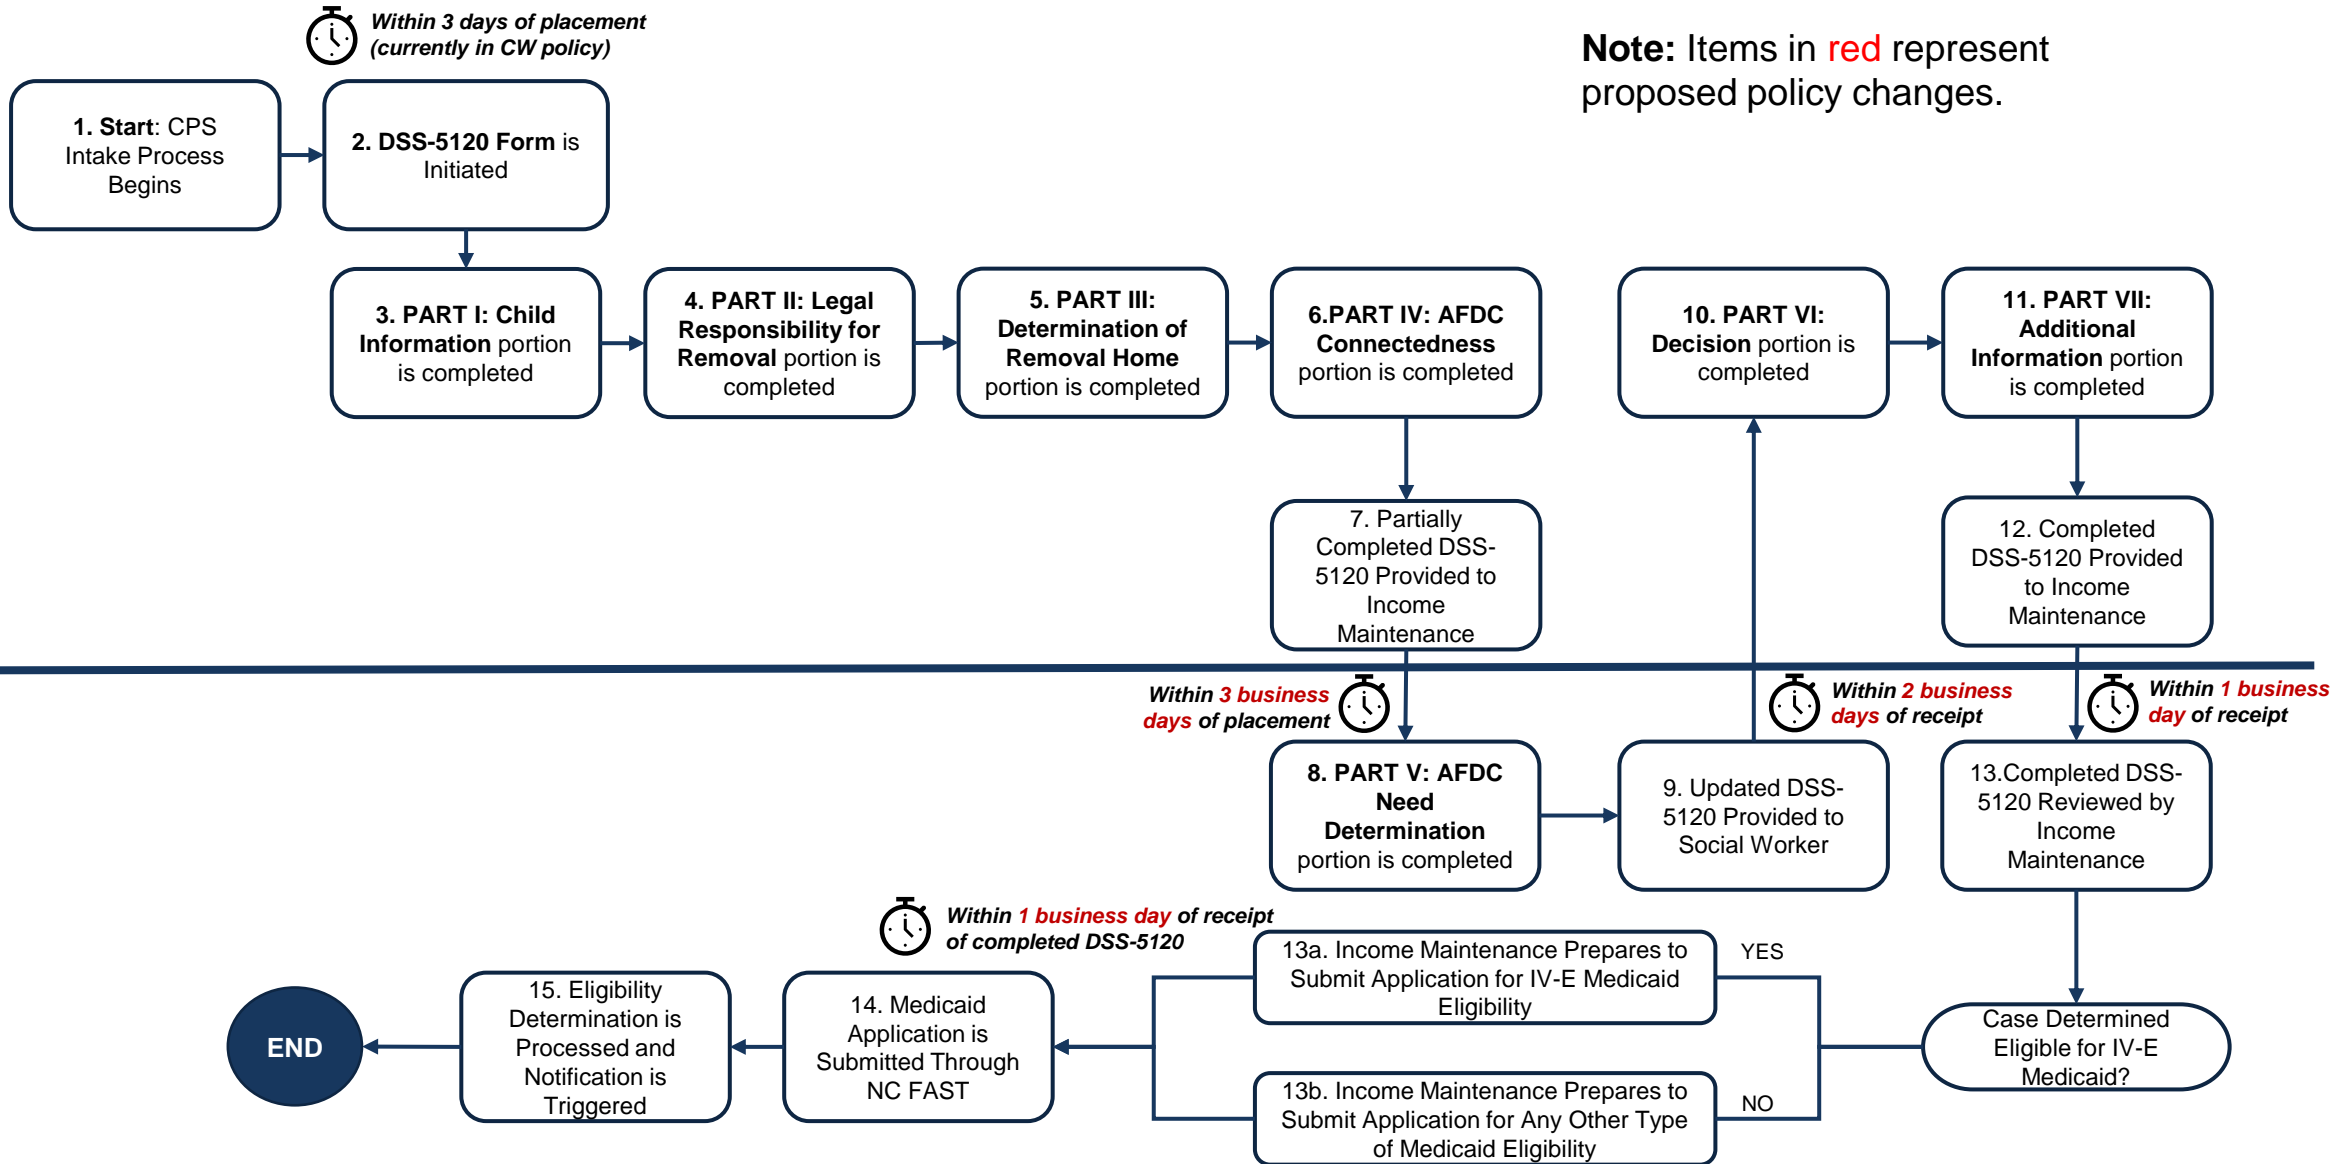 Within 3 days of placement
(currently in CW policy)
Note: Items in red represent
proposed policy changes.
1. Start: CPS
Intake Process
Begins
2. DSS-5120 Form is
Initiated
3. PART I: Child
Information portion
is completed
4. PART II: Legal
Responsibility for
Removal portion is
completed
5. PART III:
Determination of
Removal Home
portion is completed
6.PART IV: AFDC
Connectedness
portion is completed
10. PART VI:
Decision portion is
completed
11. PART VII:
Additional
Information portion
is completed
7. Partially
Completed DSS-
5120 Provided to
Income
Maintenance
12. Completed
DSS-5120 Provided
to Income
Maintenance
Within 3 business
days of placement
Within 2 business
days of receipt
Within 1 business
day of receipt
8. PART V: AFDC
Need
Determination
portion is completed
9. Updated DSS-
5120 Provided to
Social Worker
13.Completed DSS-
5120 Reviewed by
Income
Maintenance
Within 1 business day of receipt
of completed DSS-5120
13a. Income Maintenance Prepares to
Submit Application for IV-E Medicaid
Eligibility
YES
END
15. Eligibility
Determination is
Processed and
Notification is
Triggered
14. Medicaid
Application is
Submitted Through
NC FAST
Case Determined
Eligible for IV-E
Medicaid?
13b. Income Maintenance Prepares to
Submit Application for Any Other Type
of Medicaid Eligibility
NO